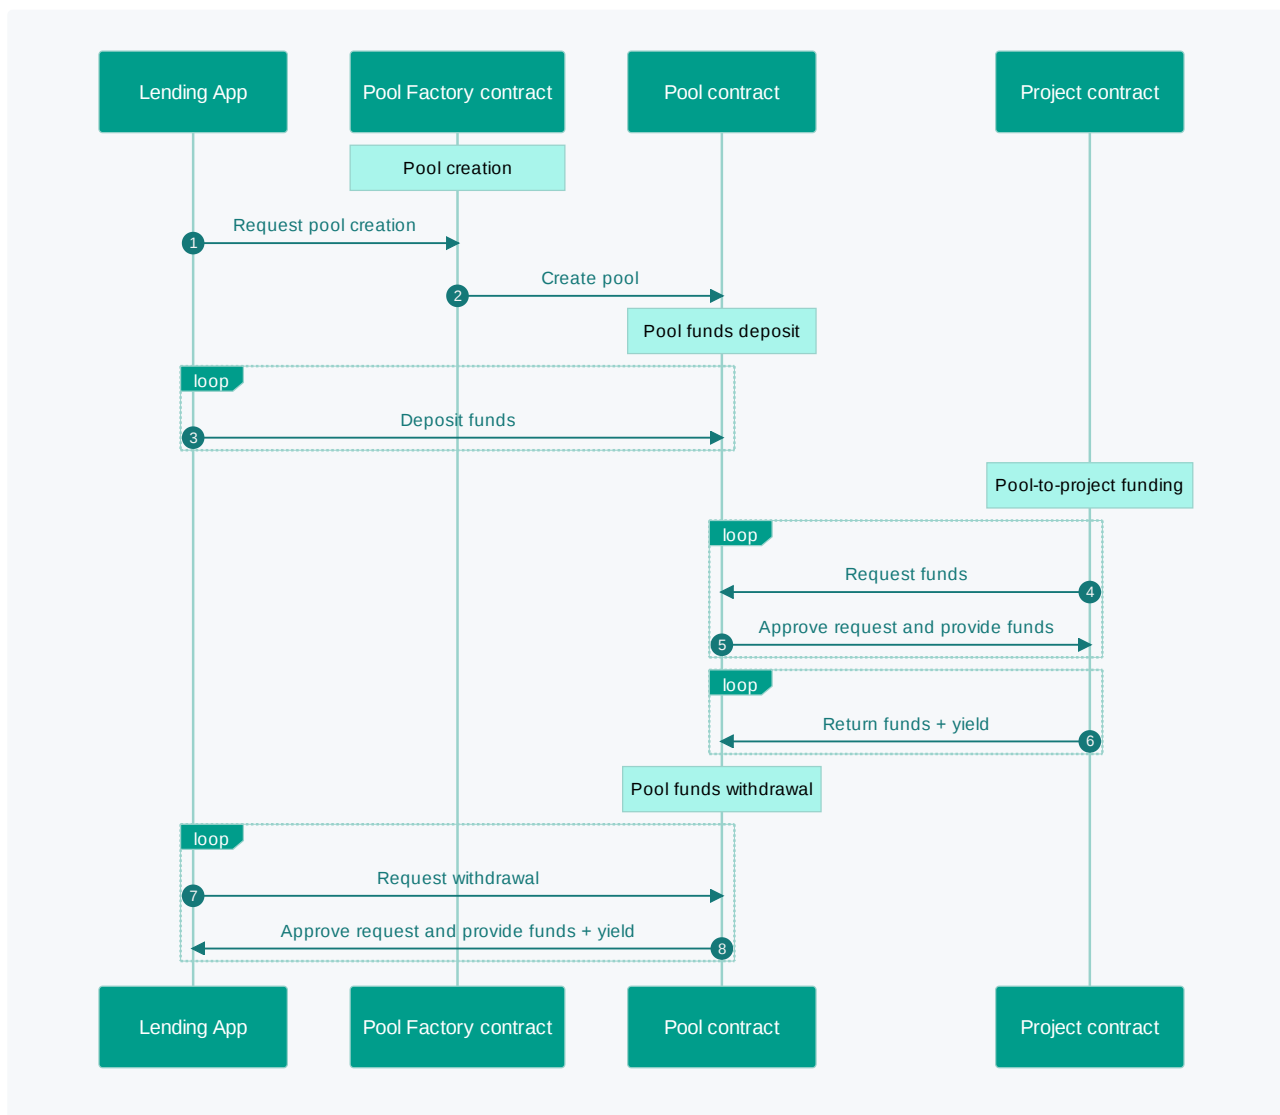 Lending App
Pool Factory contract
Pool contract
Project contract
Pool creation
Request pool creation
1
Create pool
2
Pool funds deposit
loop
Deposit funds
3
Pool-to-project funding
loop
Request funds
4
Approve request and provide funds
5
loop
Return funds + yield
6
Pool funds withdrawal
loop
Request withdrawal
7
Approve request and provide funds + yield
8
Lending App
Pool Factory contract
Pool contract
Project contract